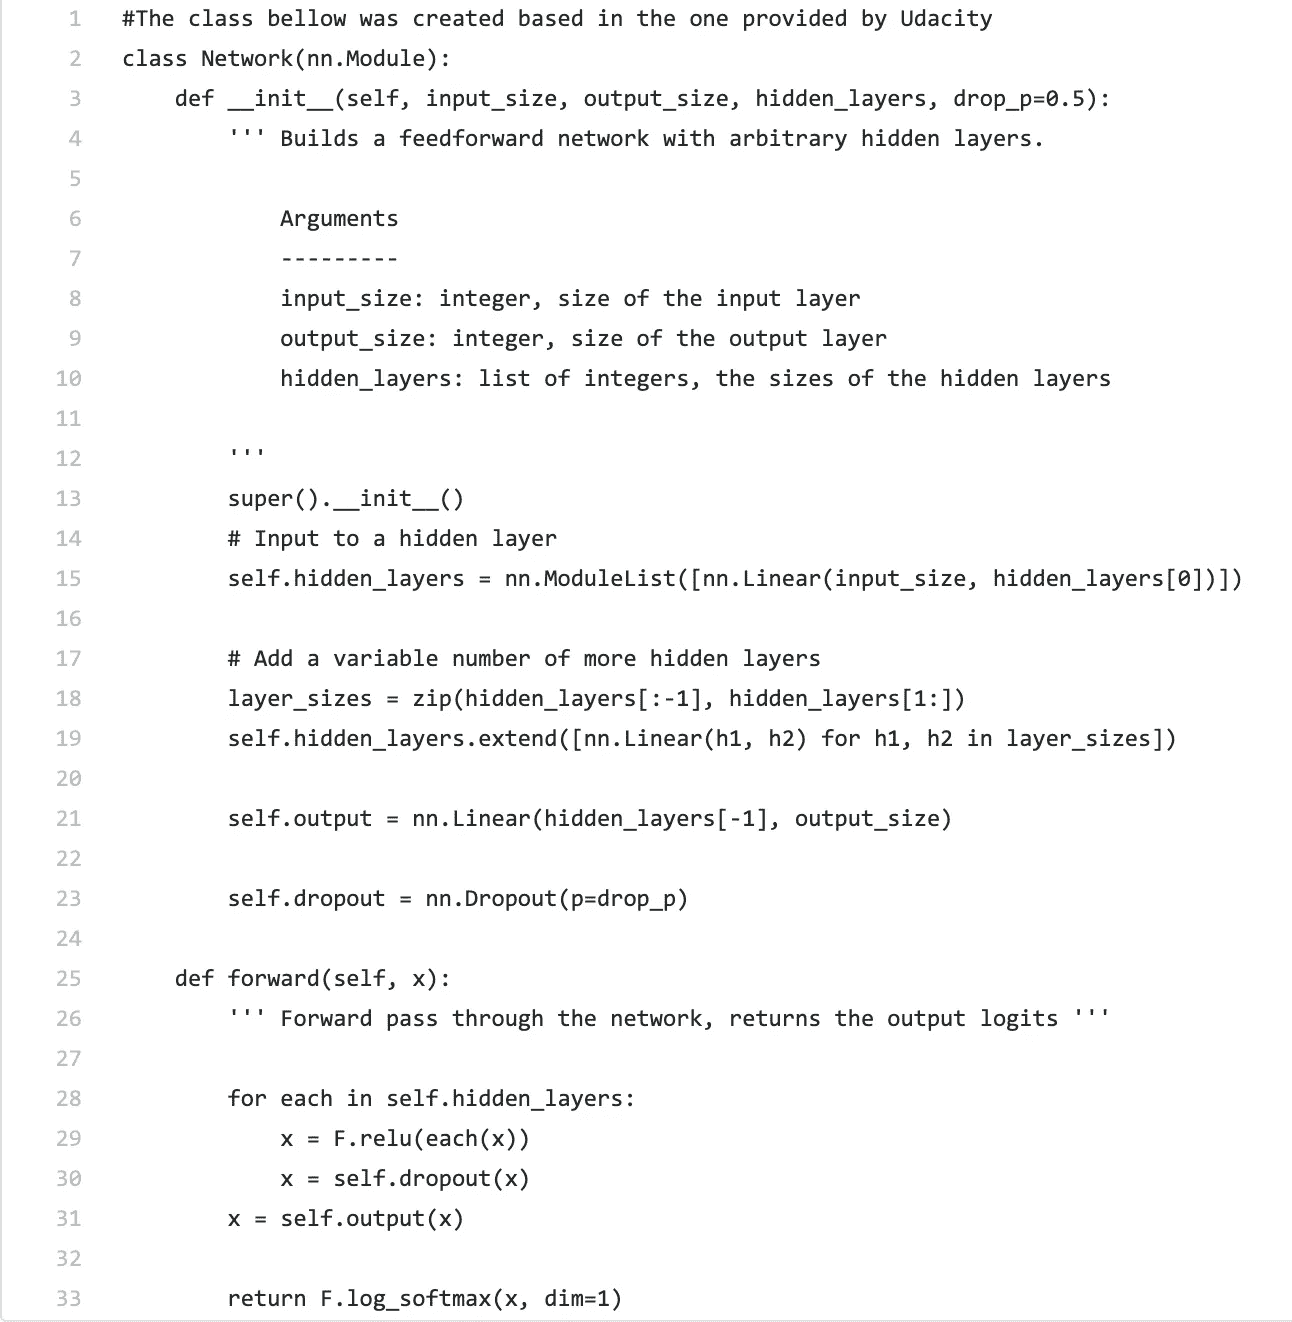 1 #The class bellow was created based in the one provided by Udacity
2 class Network(nn.Module):
3     def __init__(self, input_size, output_size, hidden_layers, drop_p=0.5):
4         ''' Builds a feedforward network with arbitrary hidden layers.
5
6             Arguments
7             ---------
8             input_size: integer, size of the input layer
9             output_size: integer, size of the output layer
10             hidden_layers: list of integers, the sizes of the hidden layers
11
12         '''
13         super().__init__()
14         # Input to a hidden layer
15         self.hidden_layers = nn.ModuleList([nn.Linear(input_size, hidden_layers[0])])
16
17         # Add a variable number of more hidden layers
18         layer_sizes = zip(hidden_layers[:-1], hidden_layers[1:])
19         self.hidden_layers.extend([nn.Linear(h1, h2) for h1, h2 in layer_sizes])
20
21         self.output = nn.Linear(hidden_layers[-1], output_size)
22
23         self.dropout = nn.Dropout(p=drop_p)
24
25     def forward(self, x):
26         ''' Forward pass through the network, returns the output logits '''
27
28         for each in self.hidden_layers:
29             x = F.relu(each(x))
30             x = self.dropout(x)
31         x = self.output(x)
32
33         return F.log_softmax(x, dim=1)